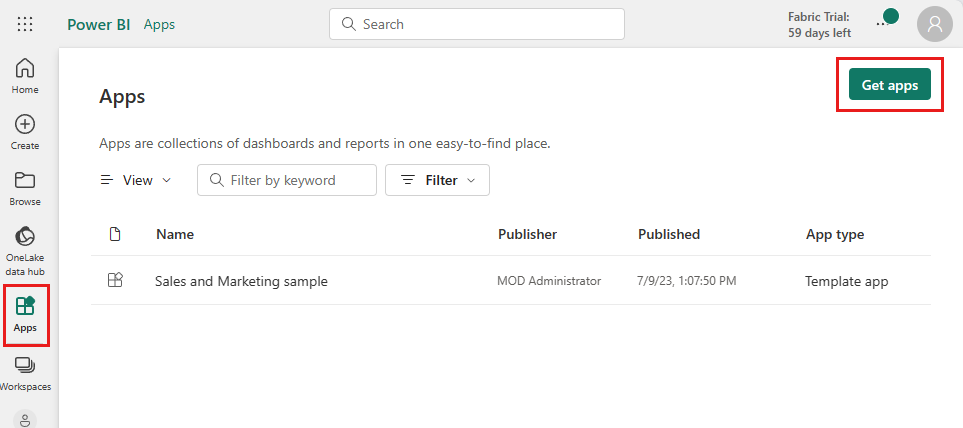 Power BI Apps
Search
Fabric Trial:
59 days left
Home
Create
Browse
OneLake
data hub
Apps
Workspaces
Apps
Get apps
Apps are collections of dashboards and reports in one easy-to-find place.
View
Filter by keyword
Filter
Name Publisher Published App type
Sales and Marketing sample MOD Administrator 7/9/23, 1:07:50 PM Template app